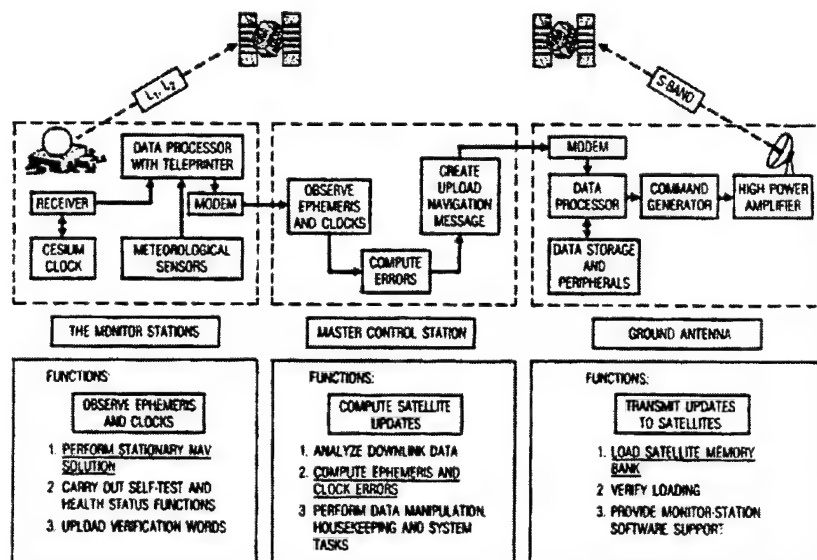 L1, L2
S-BAND
DATA PROCESSOR
WITH TELEPRINTER
RECEIVER
MODEM
CESIUM
CLOCK
METEOROLOGICAL
SENSORS
OBSERVE
EPHEMERIS
AND CLOCKS
COMPUTE
ERRORS
CREATE
UPLOAD
NAVIGATION
MESSAGE
MODEM
DATA
PROCESSOR
COMMAND
GENERATOR
HIGH POWER
AMPLIFIER
DATA STORAGE
AND
PERIPHERALS
THE MONITOR STATIONS
MASTER CONTROL STATION
GROUND ANTENNA
FUNCTIONS:
OBSERVE EPHEMERIS
AND CLOCKS
1. PERFORM STATIONARY NAV
SOLUTION
2 CARRY OUT SELF-TEST AND
HEALTH STATUS FUNCTIONS
3. UPLOAD VERIFICATION WORDS
FUNCTIONS:
COMPUTE SATELLITE
UPDATES
1. ANALYZE DOWNLINK DATA
2. COMPUTE EPHEMERIS AND
CLOCK ERRORS
3 PERFORM DATA MANIPULATION,
HOUSEKEEPING AND SYSTEM
TASKS
FUNCTIONS:
TRANSMIT UPDATES
TO SATELLITES
1. LOAD SATELLITE MEMORY
BANK
2 VERIFY LOADING
3. PROVIDE MONITOR-STATION
SOFTWARE SUPPORT